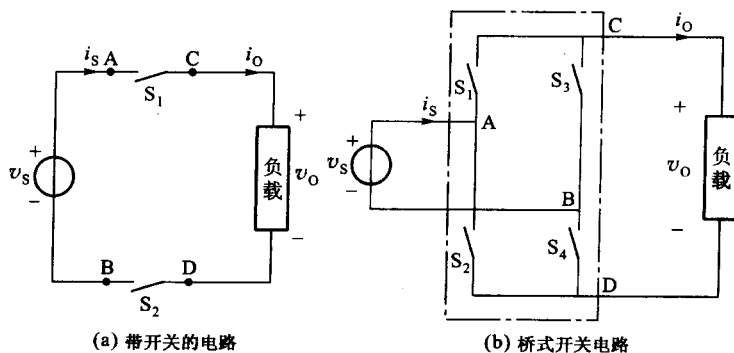 i_S A C i_O
S_1
+ v_S −
负载
+ v_O −
B D
S_2
(a) 带开关的电路
C i_O
S_1 S_3
i_S A
+ v_S −
B
S_2 S_4
D
负载
+ v_O −
(b) 桥式开关电路